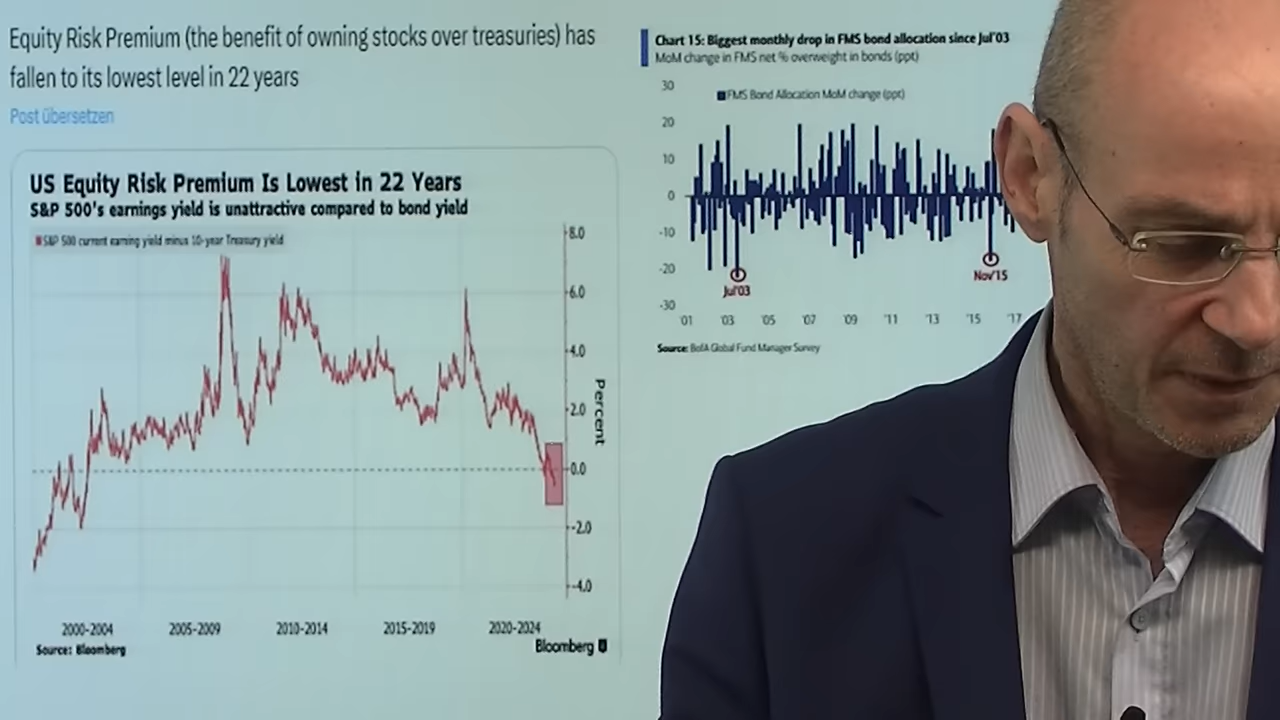 Equity Risk Premium (the benefit of owning stocks over treasuries) has
fallen to its lowest level in 22 years
Post übersetzen
US Equity Risk Premium Is Lowest in 22 Years
S&P 500's earnings yield is unattractive compared to bond yield
S&P 500 current earning yield minus 10-year Treasury yield
8.0
6.0
4.0
2.0
0.0
-2.0
-4.0
Percent
2000-2004 2005-2009 2010-2014 2015-2019 2020-2024
Source: Bloomberg
Bloomberg
Chart 15: Biggest monthly drop in FMS bond allocation since Jul'03
MoM change in FMS net % overweight in bonds (ppt)
FMS Bond Allocation MoM change (ppt)
30
20
10
0
-10
-20
-30
Jul'03
Nov'15
'01 '03 '05 '07 '09 '11 '13 '15 '17
Source: BofA Global Fund Manager Survey